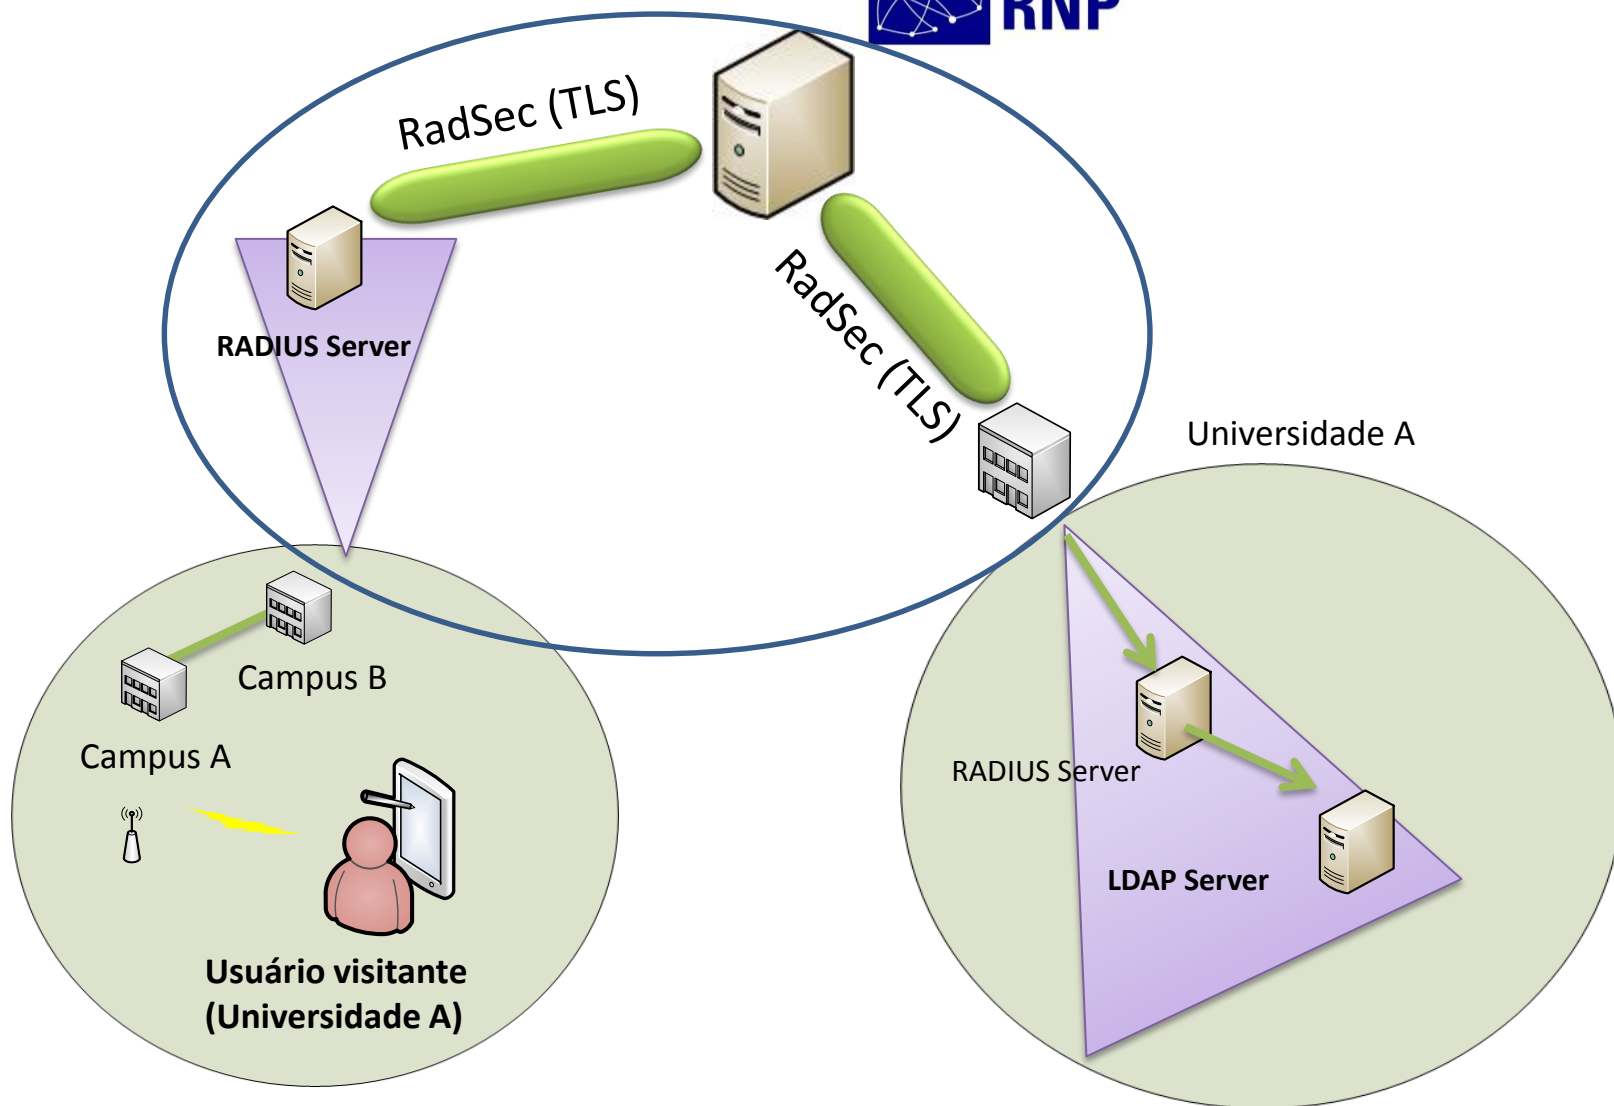 RNP
RadSec (TLS)
RADIUS Server
RadSec (TLS)
Universidade A
Campus B
Campus A
RADIUS Server
LDAP Server
Usuário visitante
(Universidade A)